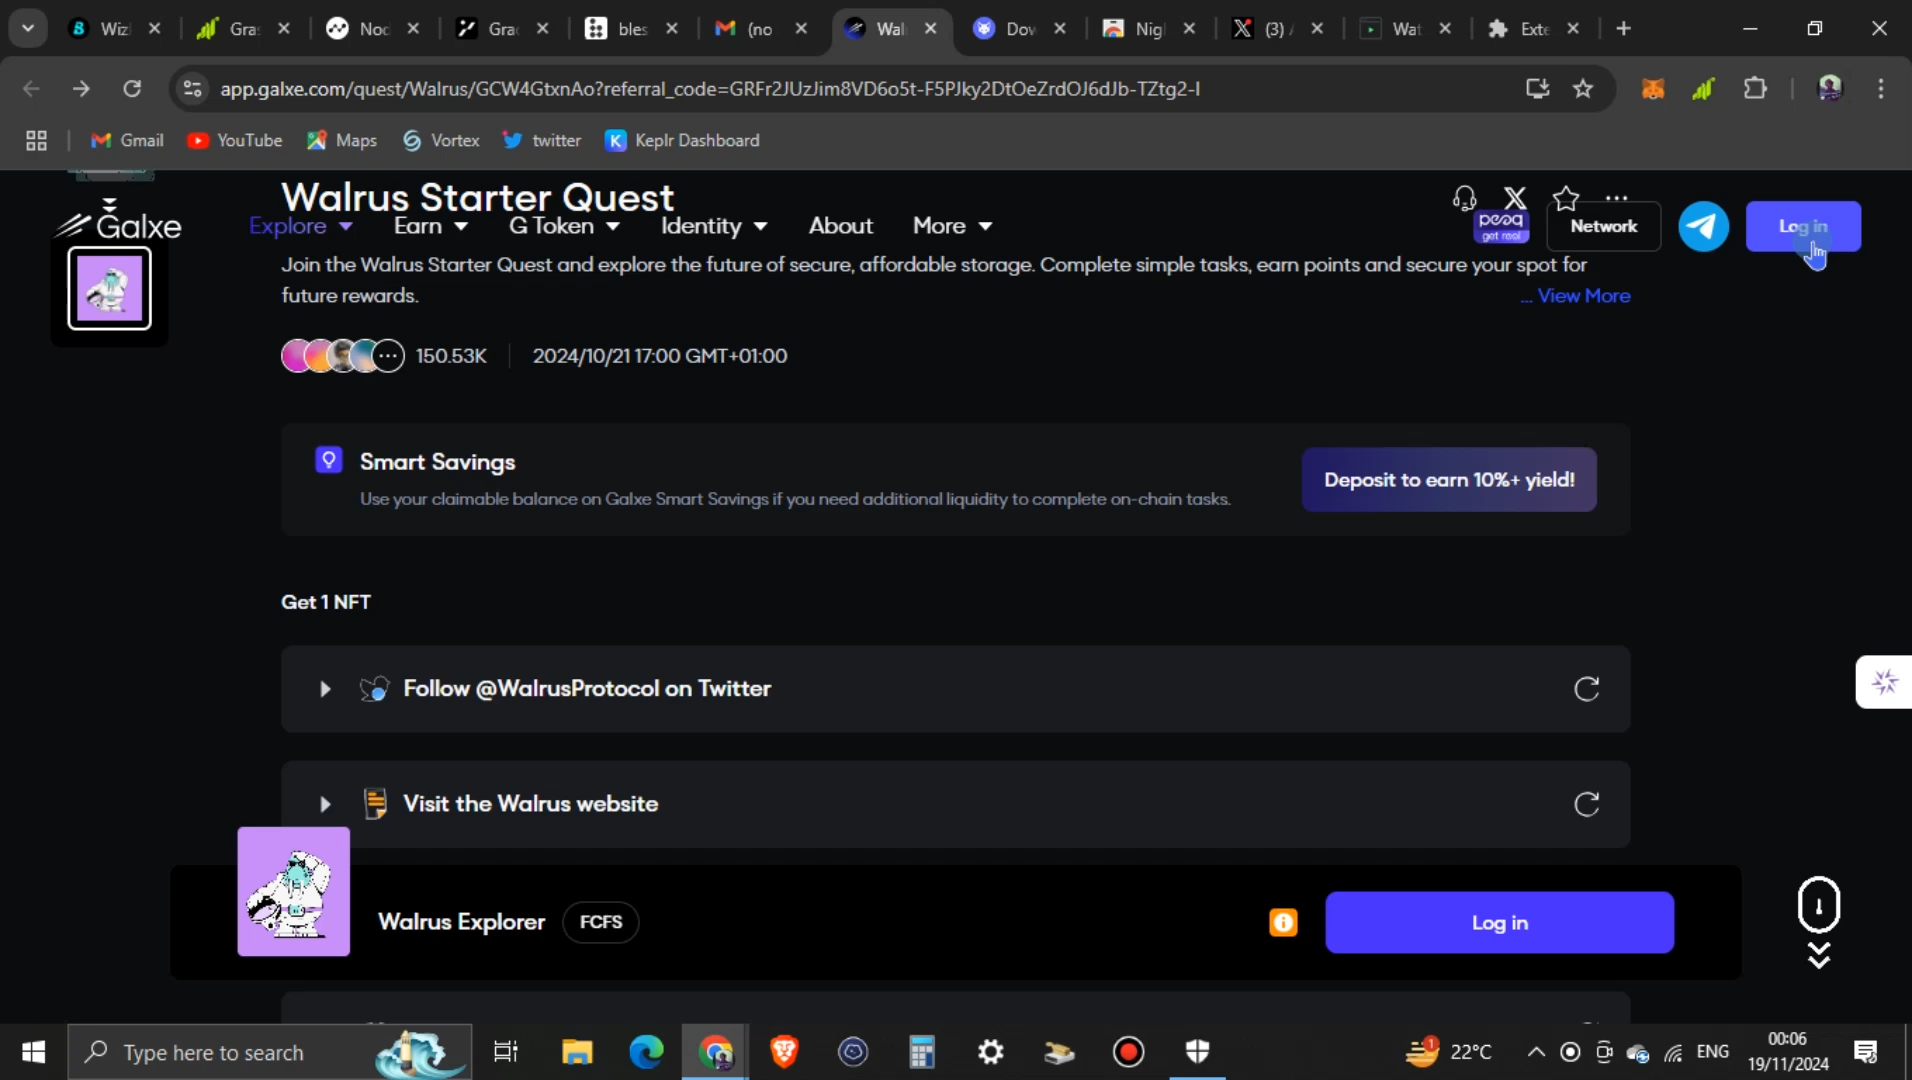 Wiz
Gra
Noc
Grac
bles
(no
Wal
Dow
Nigl
(3) /
Wat
Exte
app.galxe.com/quest/Walrus/GCW4GtxnAo?referral_code=GRFr2JUzJim8VD6o5t-F5PJky2DtOeZrdOJ6dJb-TZtg2-I
Gmail
YouTube
Maps
Vortex
twitter
Keplr Dashboard
Walrus Starter Quest
Galxe
Explore
Earn
G Token
Identity
About
More
peaq
get real
Network
Log in
Join the Walrus Starter Quest and explore the future of secure, affordable storage. Complete simple tasks, earn points and secure your spot for
future rewards.
... View More
150.53K
2024/10/21 17:00 GMT+01:00
Smart Savings
Use your claimable balance on Galxe Smart Savings if you need additional liquidity to complete on-chain tasks.
Deposit to earn 10%+ yield!
Get 1 NFT
Follow @WalrusProtocol on Twitter
Visit the Walrus website
Walrus Explorer
FCFS
Log in
Type here to search
1
22°C
ENG
00:06
19/11/2024